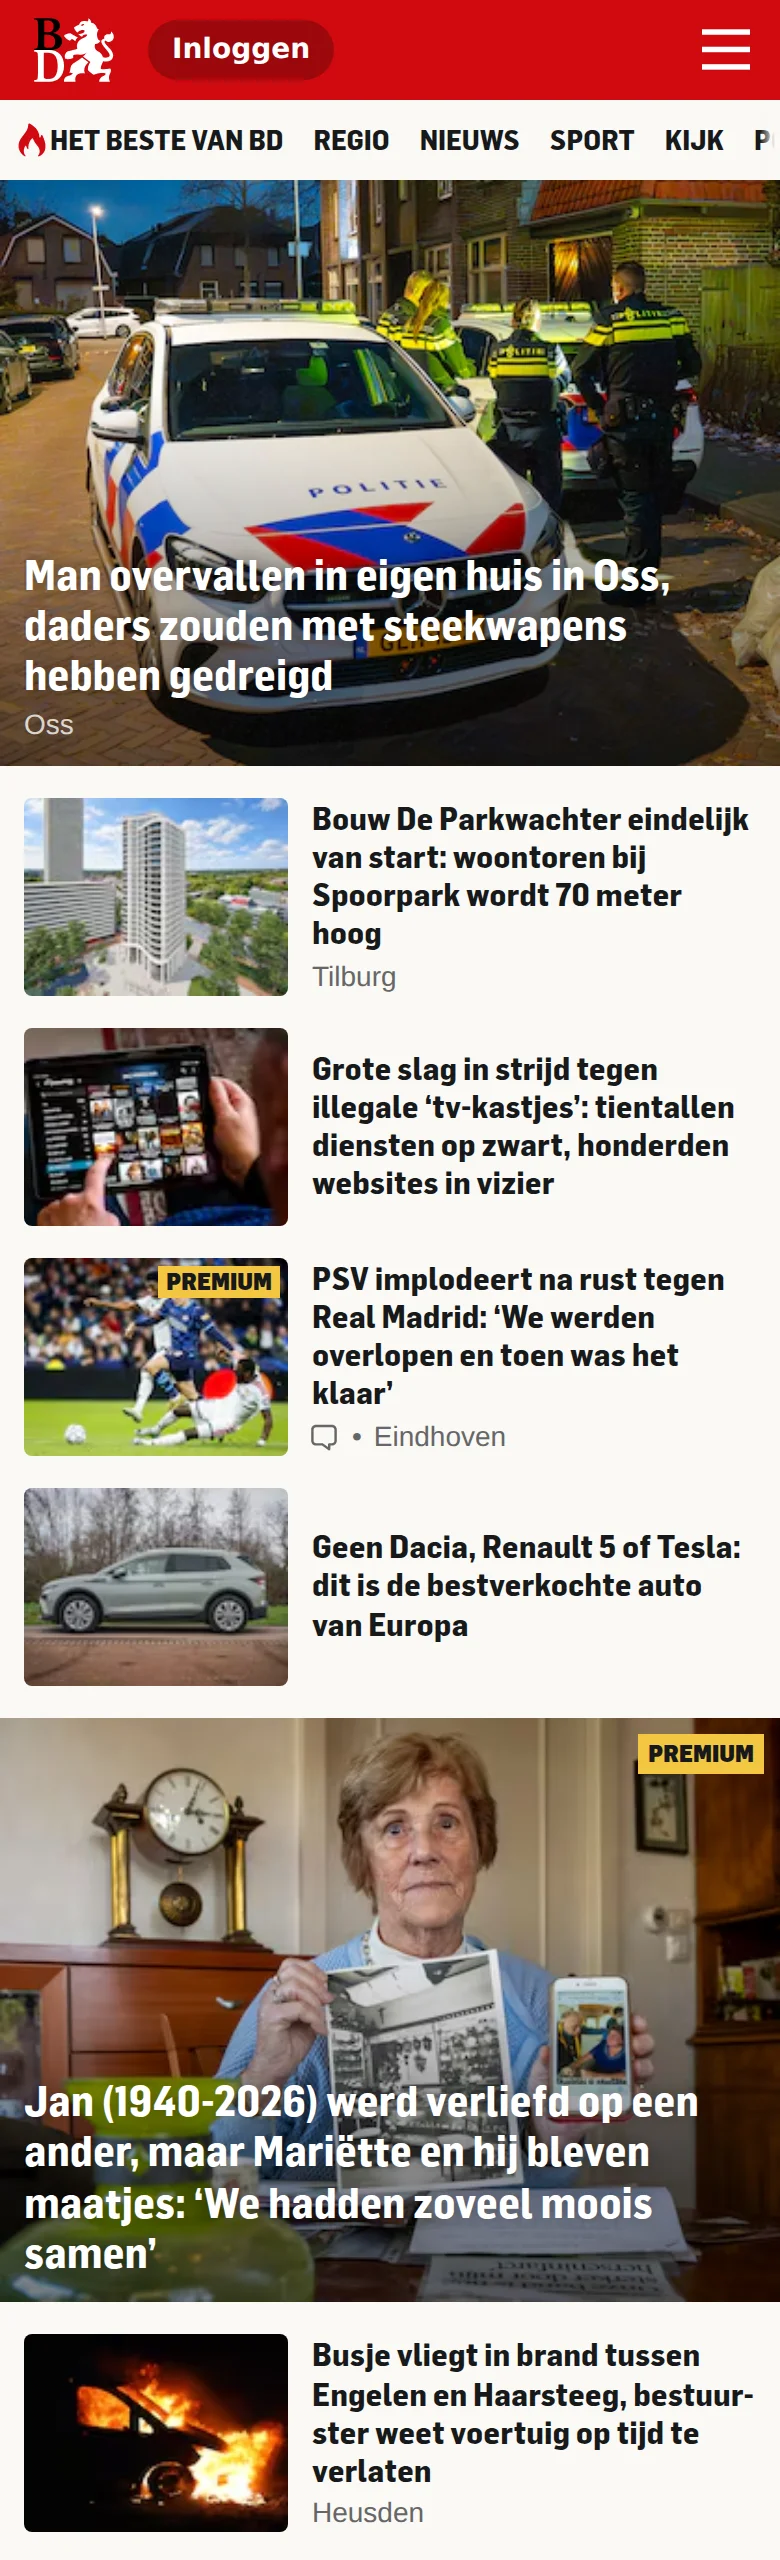 B
D
Inloggen
HET BESTE VAN BD REGIO NIEUWS SPORT KIJK
POLITIE
POLITIE
POLITIE
Man overvallen in eigen huis in Oss,
daders zouden met steekwapens
hebben gedreigd
Oss
Bouw De Parkwachter eindelijk
van start: woontoren bij
Spoorpark wordt 70 meter
hoog
Tilburg
Grote slag in strijd tegen
illegale ‘tv-kastjes’: tientallen
diensten op zwart, honderden
websites in vizier
PREMIUM
PSV implodeert na rust tegen
Real Madrid: ‘We werden
overlopen en toen was het
klaar’
• Eindhoven
Geen Dacia, Renault 5 of Tesla:
dit is de bestverkochte auto
van Europa
PREMIUM
Jan (1940-2026) werd verliefd op een
ander, maar Mariëtte en hij bleven
maatjes: ‘We hadden zoveel moois
samen’
Busje vliegt in brand tussen
Engelen en Haarsteeg, bestuur-
ster weet voertuig op tijd te
verlaten
Heusden